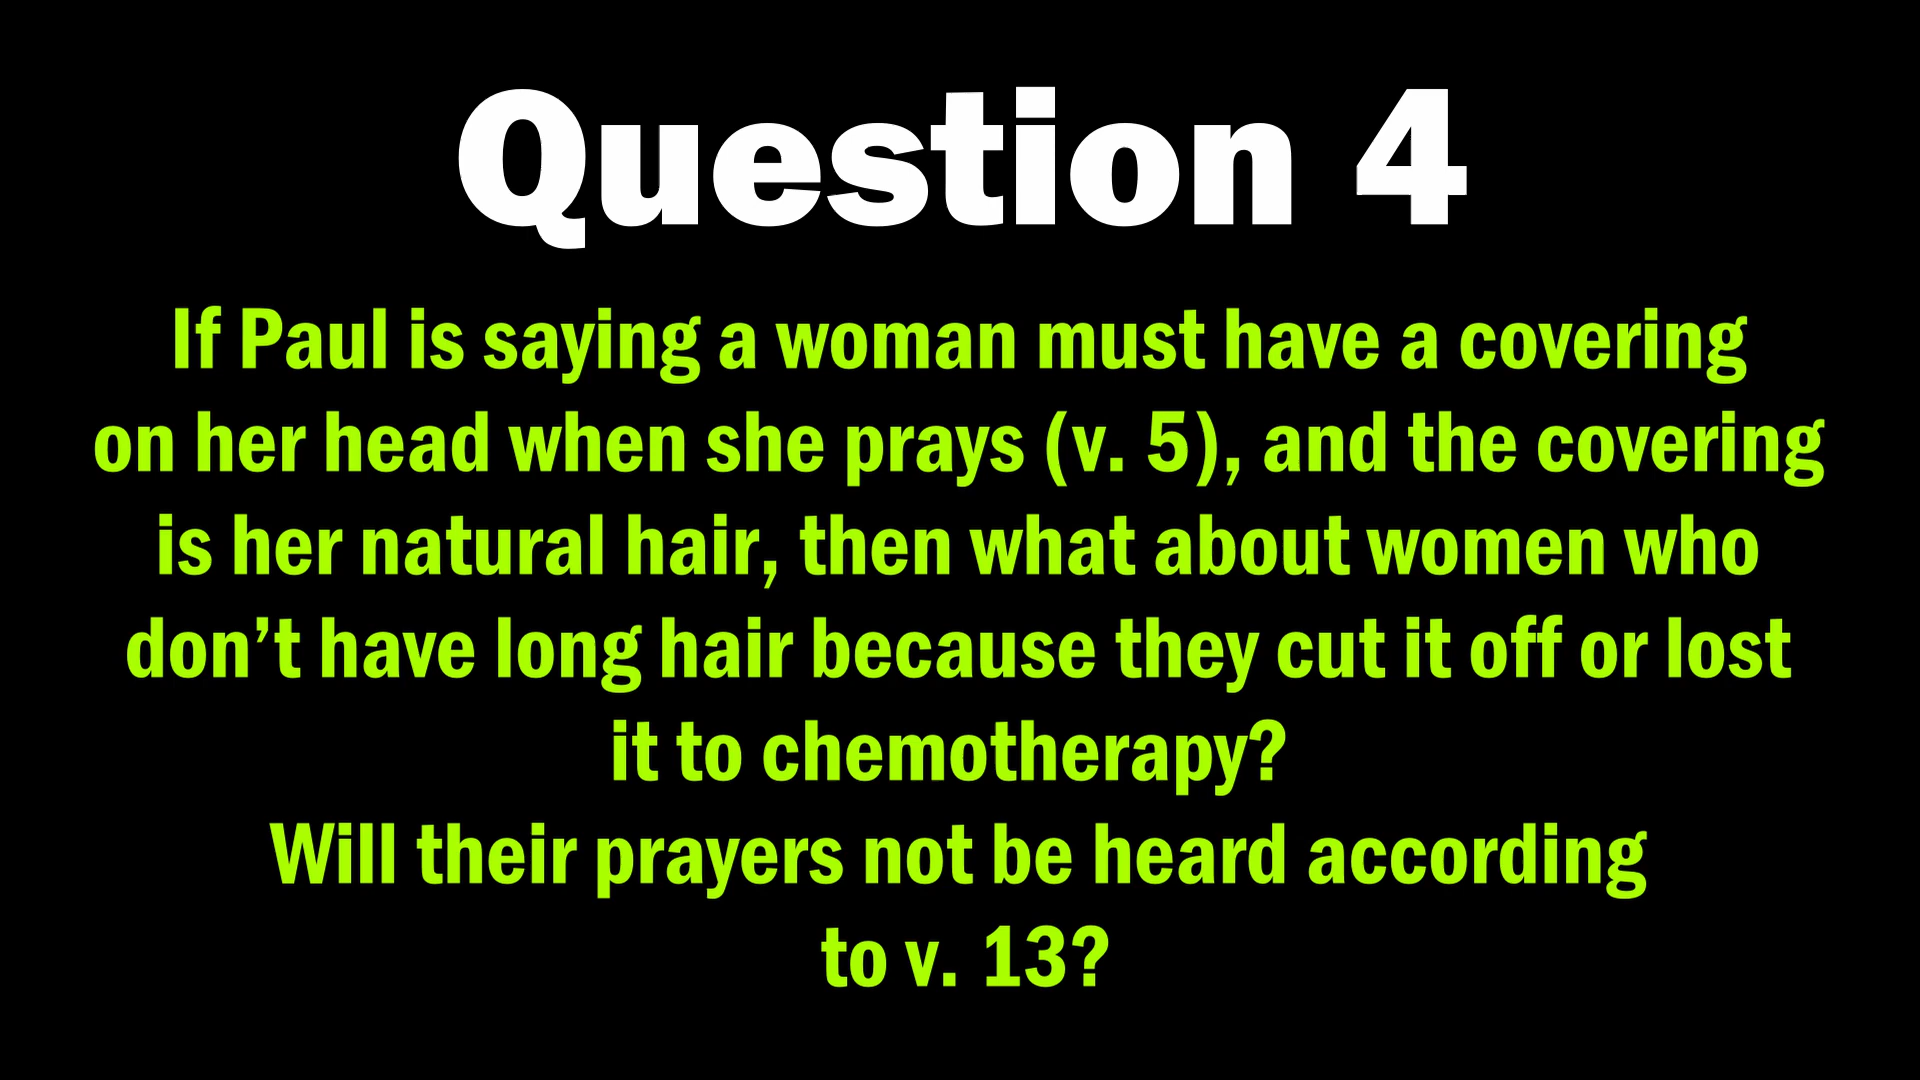 Question 4
If Paul is saying a woman must have a covering
on her head when she prays (v. 5), and the covering
is her natural hair, then what about women who
don’t have long hair because they cut it off or lost
it to chemotherapy?
Will their prayers not be heard according
to v. 13?